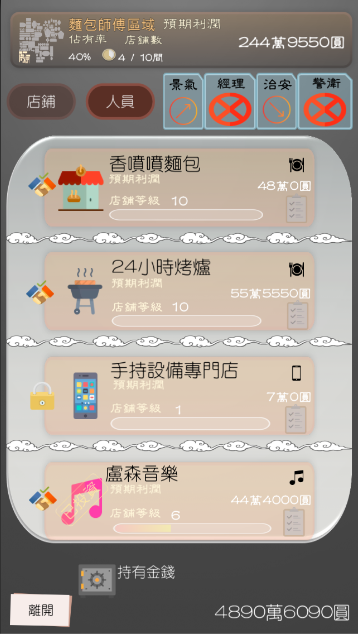 麵包師傅區域 預期利潤
佔有率 店舖數
244萬9550圓
40% 4 / 10間
店舖 人員 景氣 經理 治安 警衛
香噴噴麵包
預期利潤
48萬0圓
店舖等級 10
24小時烤爐
預期利潤
55萬5550圓
店舖等級 10
手持設備專門店
預期利潤
7萬0圓
店舖等級 1
盧森音樂
預期利潤
44萬4000圓
店舖等級 6
持有金錢
離開 4890萬6090圓